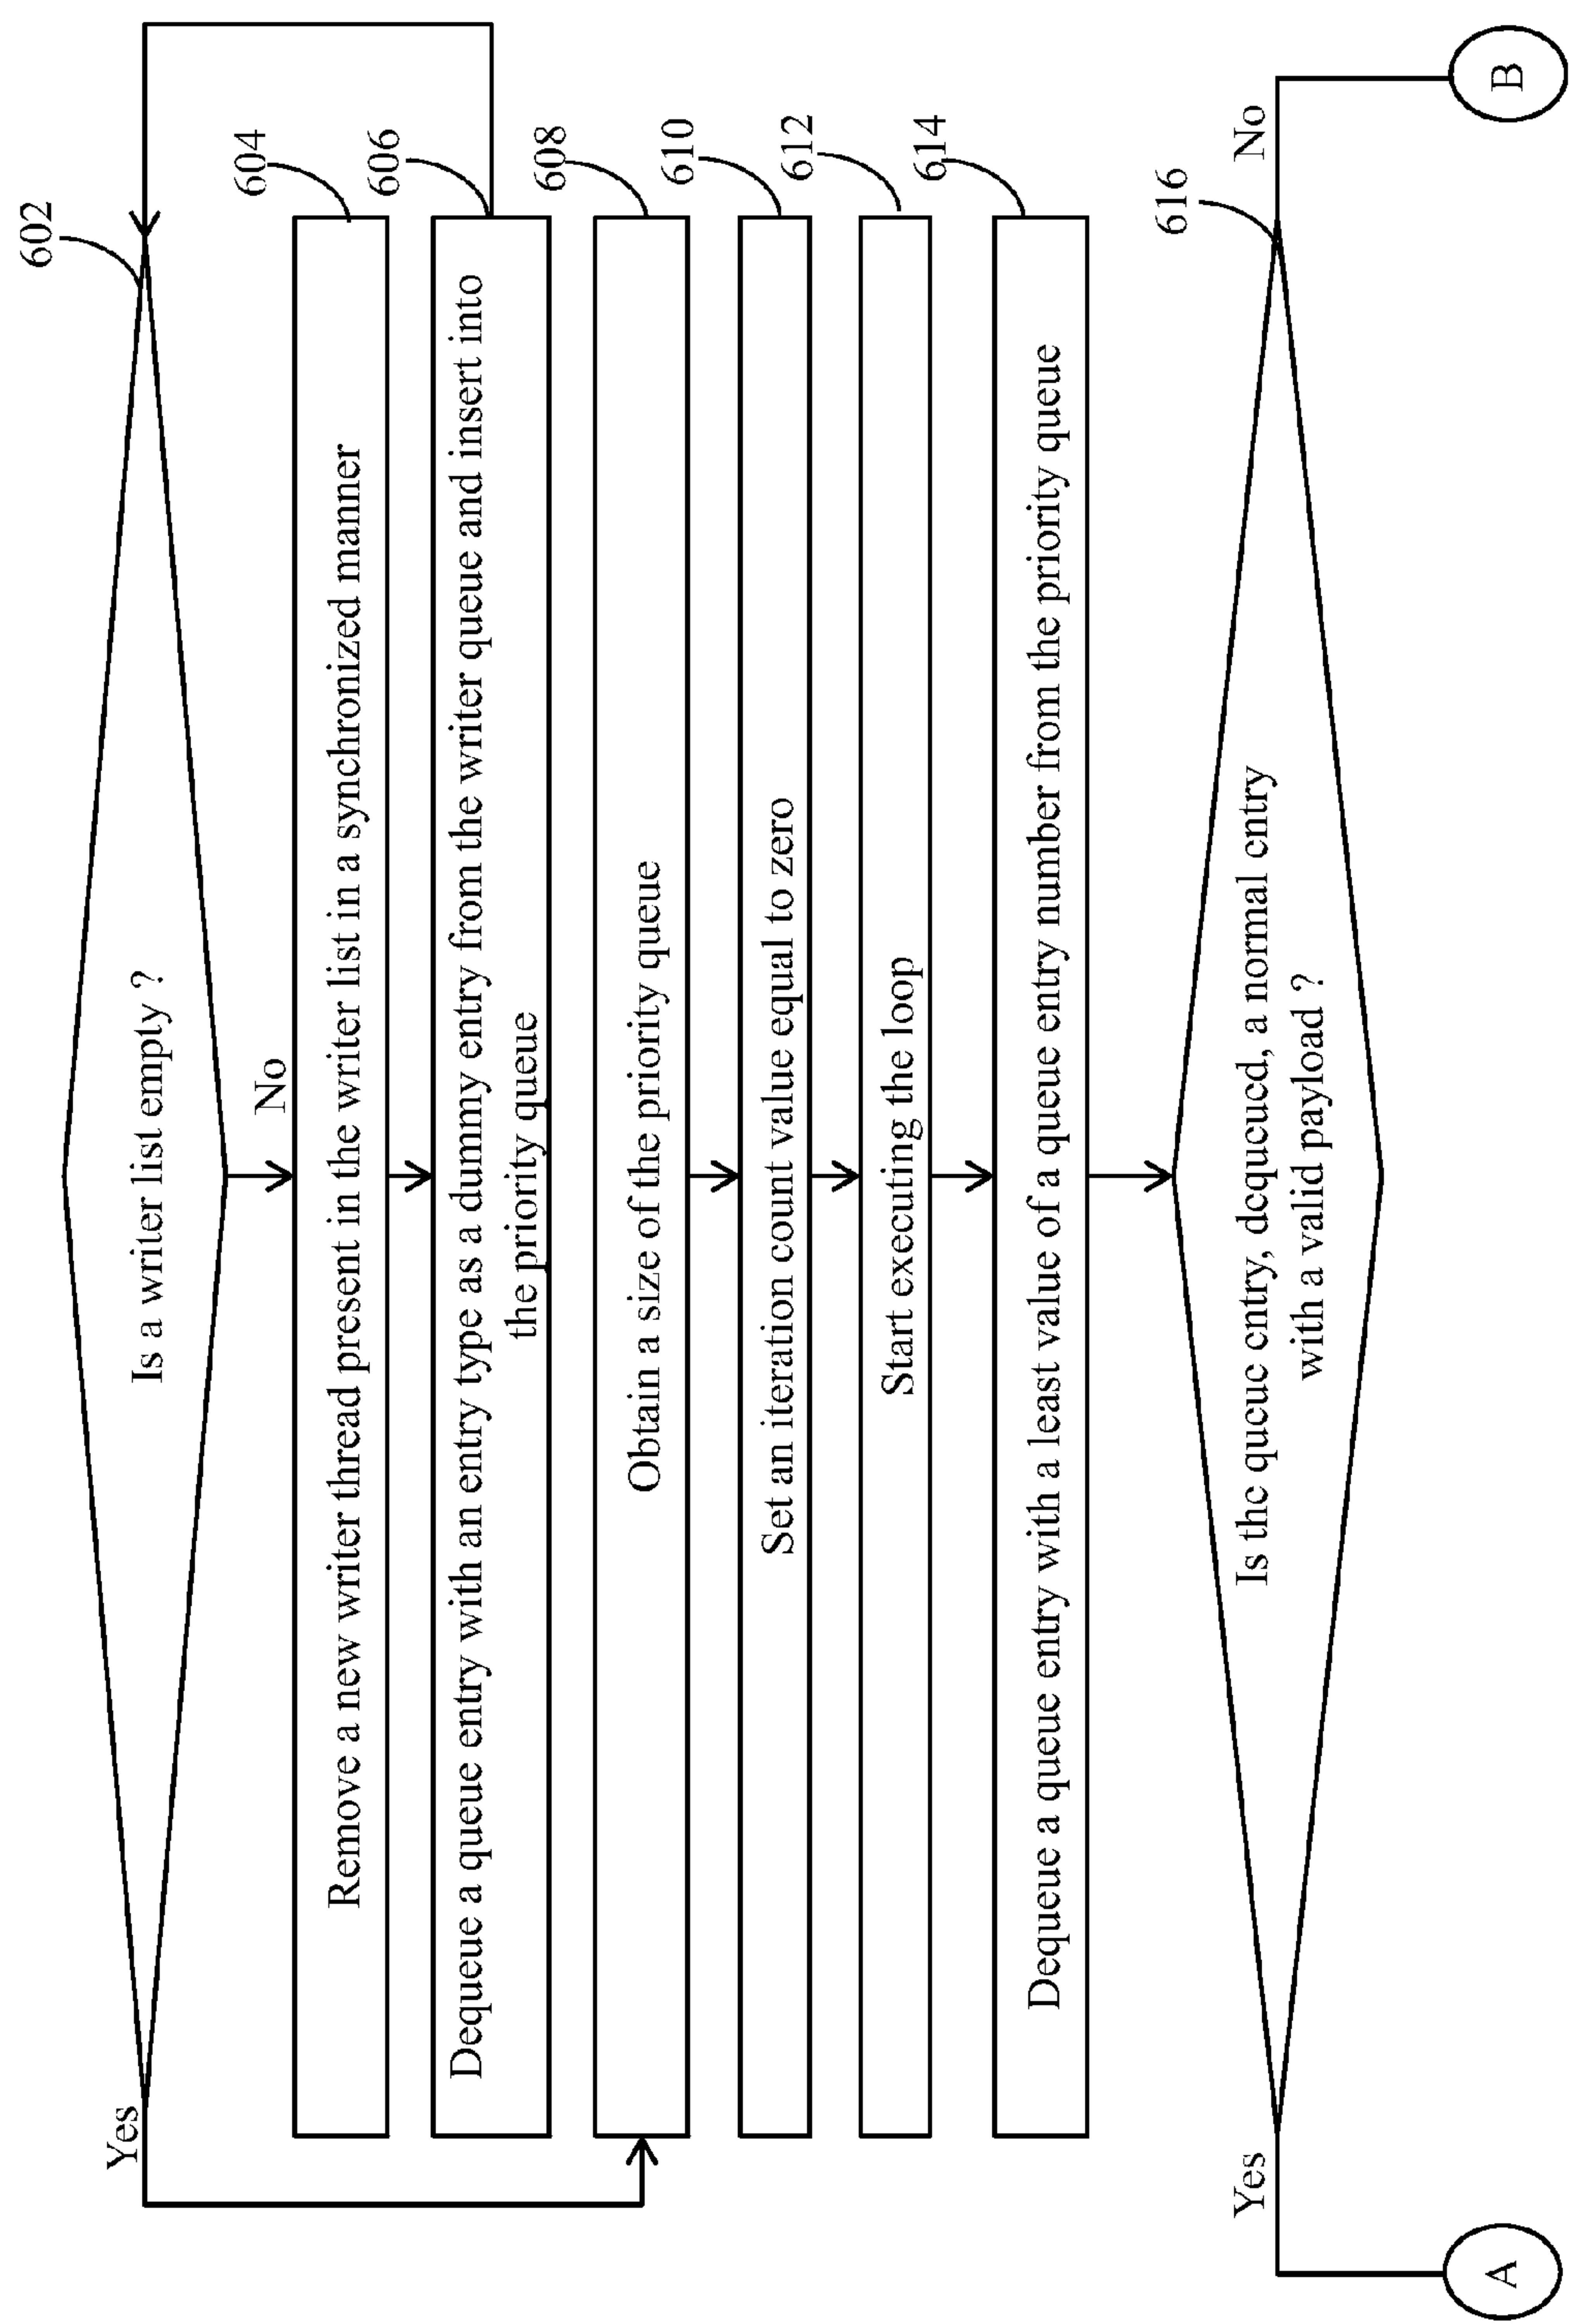 602
Is a writer list empty ?
Yes
No
604
Remove a new writer thread present in the writer list in a synchronized manner
606
Dequeue a queue entry with an entry type as a dummy entry from the writer queue and insert into
the priority queue
608
Obtain a size of the priority queue
610
Set an iteration count value equal to zero
612
Start executing the loop
614
Dequeue a queue entry with a least value of a queue entry number from the priority queue
616
Is the queue entry, dequeued, a normal entry
with a valid payload ?
Yes
No
A
B